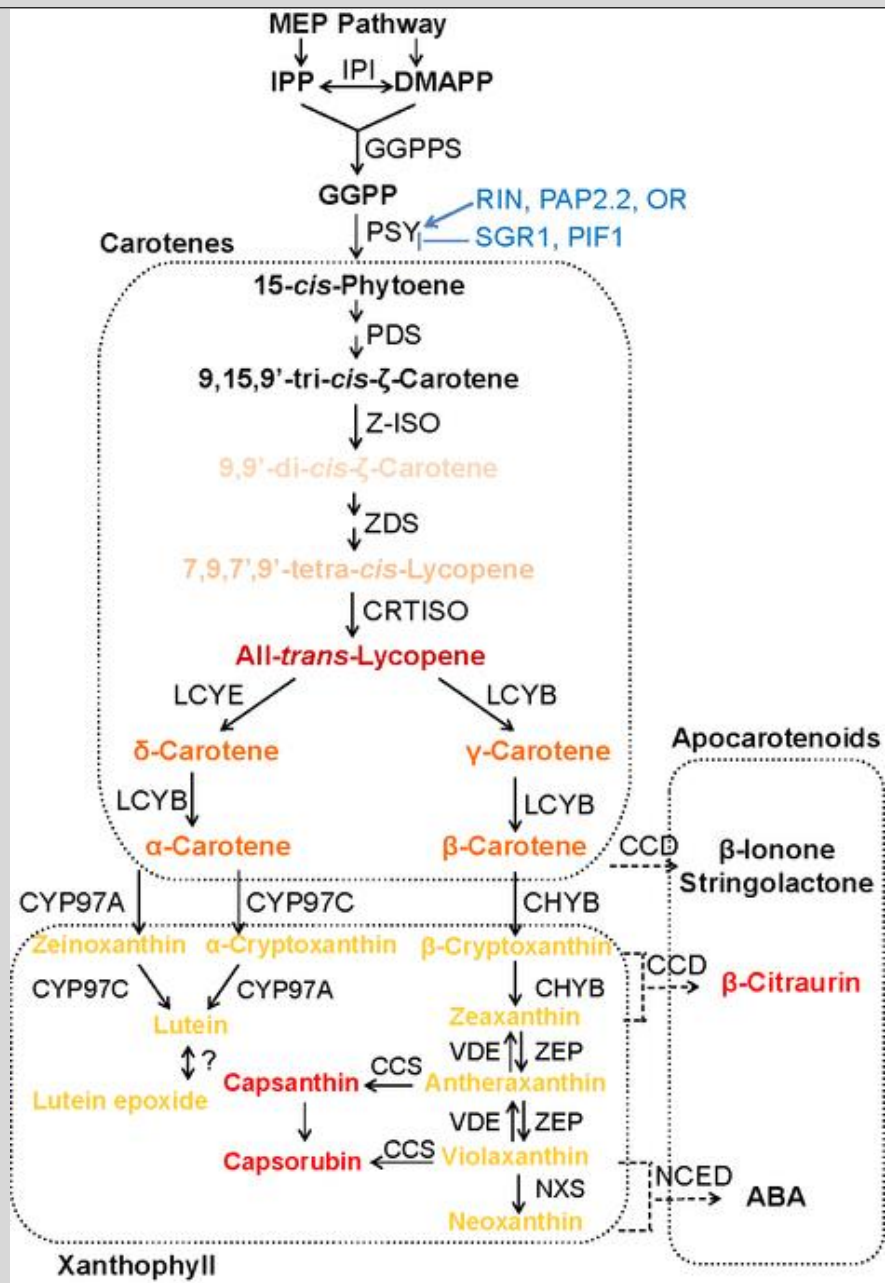 MEP Pathway
IPP IPI DMAPP
GGPPS
GGPP
RIN, PAP2.2, OR
PSY
SGR1, PIF1
Carotenes
15-cis-Phytoene
PDS
9,15,9'-tri-cis-ζ-Carotene
Z-ISO
9,9'-di-cis-ζ-Carotene
ZDS
7,9,7',9'-tetra-cis-Lycopene
CRTISO
All-trans-Lycopene
LCYE LCYB
Apocarotenoids
δ-Carotene γ-Carotene
LCYB LCYB
α-Carotene β-Carotene CCD β-Ionone
Stringolactone
CYP97A CYP97C CHYB
Zeinoxanthin α-Cryptoxanthin β-Cryptoxanthin
CCD β-Citraurin
CYP97C CYP97A CHYB
Lutein Zeaxanthin
? VDE ZEP
Lutein epoxide Capsanthin CCS Antheraxanthin
VDE ZEP
Capsorubin CCS Violaxanthin
NXS NCED ABA
Neoxanthin
Xanthophyll